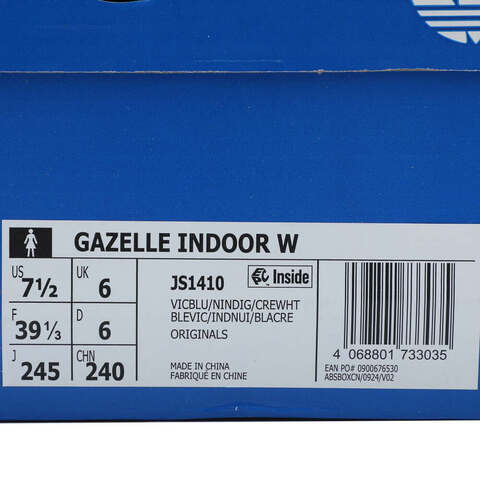 GAZELLE INDOOR W
US 7½ UK 6
F 39⅓ D 6
J 245 CHN 240
JS1410 Inside
VICBLU/NINDIG/CREWHT
BLEVIC/INDNUI/BLACRE
ORIGINALS
MADE IN CHINA
FABRIQUÉ EN CHINE
4 068801 733035
EAN PO# 0900676530
ABSBOXCN/0924/V02